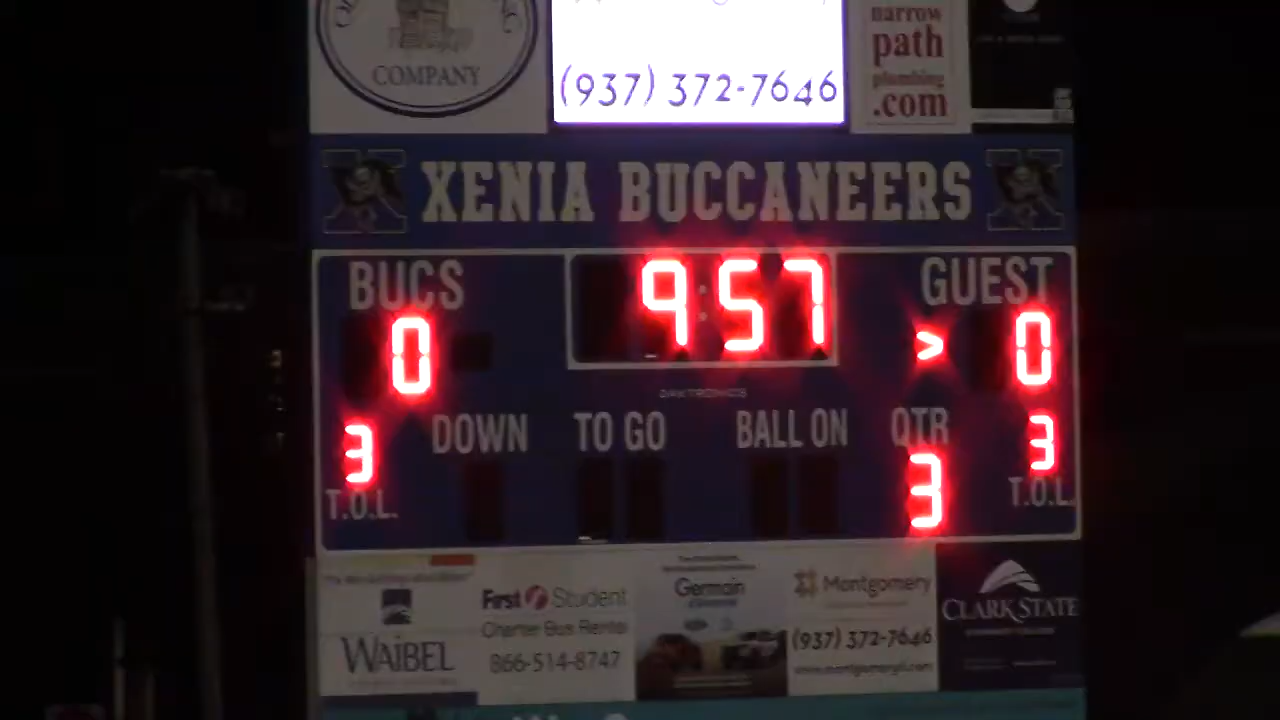 COMPANY
(937) 372-7646
narrow
path
plumbing
.com
XENIA BUCCANEERS
BUCS
9:57
GUEST
0
>
0
DAKTRONICS
3
DOWN
TO GO
BALL ON
QTR
3
3
T.O.L.
T.O.L.
WAIBEL
First Student
Charter Bus Rental
866-514-8747
Germain
Montgomery
(937) 372-7646
CLARK STATE